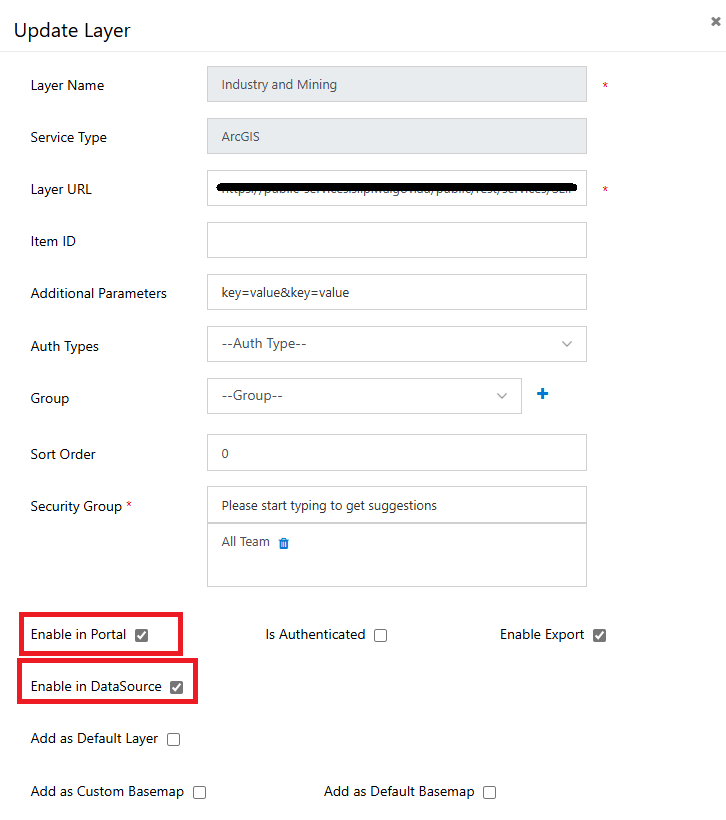 Update Layer
Layer Name Industry and Mining *
Service Type ArcGIS
Layer URL *
Item ID
Additional Parameters key=value&key=value
Auth Types --Auth Type--
Group --Group--
Sort Order 0
Security Group * Please start typing to get suggestions
All Team
Enable in Portal Is Authenticated Enable Export
Enable in DataSource
Add as Default Layer
Add as Custom Basemap Add as Default Basemap